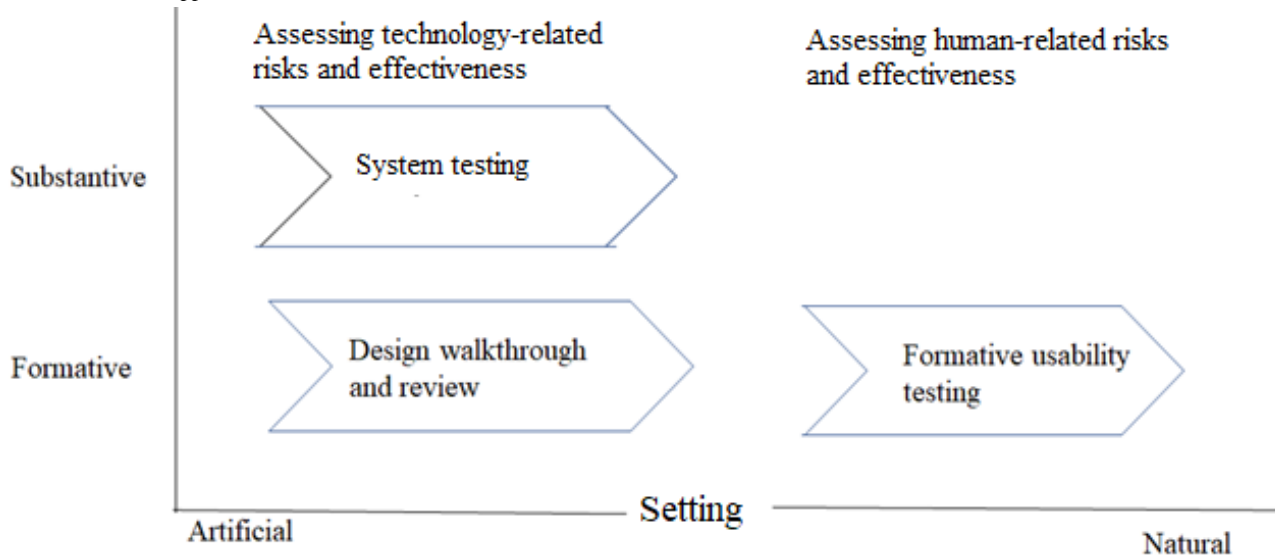 Assessing technology-related
risks and effectiveness
Assessing human-related risks
and effectiveness
Substantive
System testing
Formative
Design walkthrough
and review
Formative usability
testing
Setting
Artificial
Natural